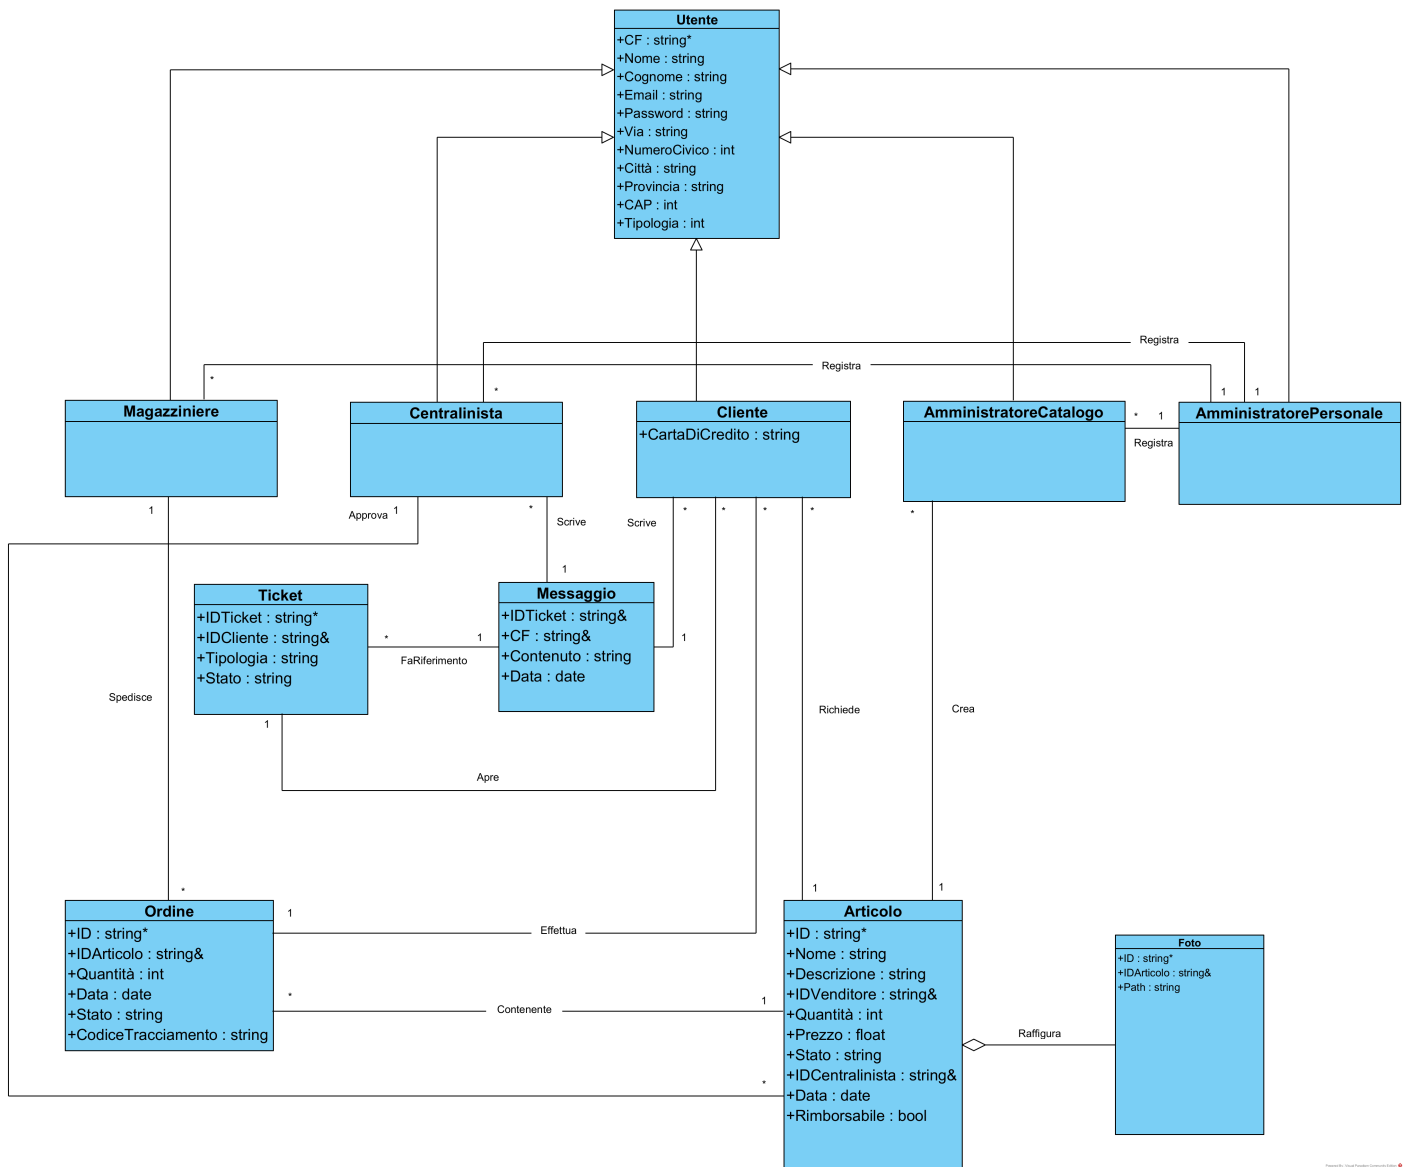 Utente
+CF : string*
+Nome : string
+Cognome : string
+Email : string
+Password : string
+Via : string
+NumeroCivico : int
+Città : string
+Provincia : string
+CAP : int
+Tipologia : int
Registra
Registra
*
*
1
1
Magazziniere
Centralinista
Cliente
+CartaDiCredito : string
AmministratoreCatalogo
* 1
Registra
AmministratorePersonale
1
Approva 1
*
Scrive
Scrive
*
*
*
*
*
1
Ticket
+IDTicket : string*
+IDCliente : string&
+Tipologia : string
+Stato : string
* 1
FaRiferimento
Messaggio
+IDTicket : string&
+CF : string&
+Contenuto : string
+Data : date
1
Spedisce
1
Richiede
Crea
Apre
*
1
1
Ordine
+ID : string*
+IDArticolo : string&
+Quantità : int
+Data : date
+Stato : string
+CodiceTracciamento : string
1
Effettua
*
Contenente
1
*
Articolo
+ID : string*
+Nome : string
+Descrizione : string
+IDVenditore : string&
+Quantità : int
+Prezzo : float
+Stato : string
+IDCentralinista : string&
+Data : date
+Rimborsabile : bool
Raffigura
Foto
+ID : string*
+IDArticolo : string&
+Path : string